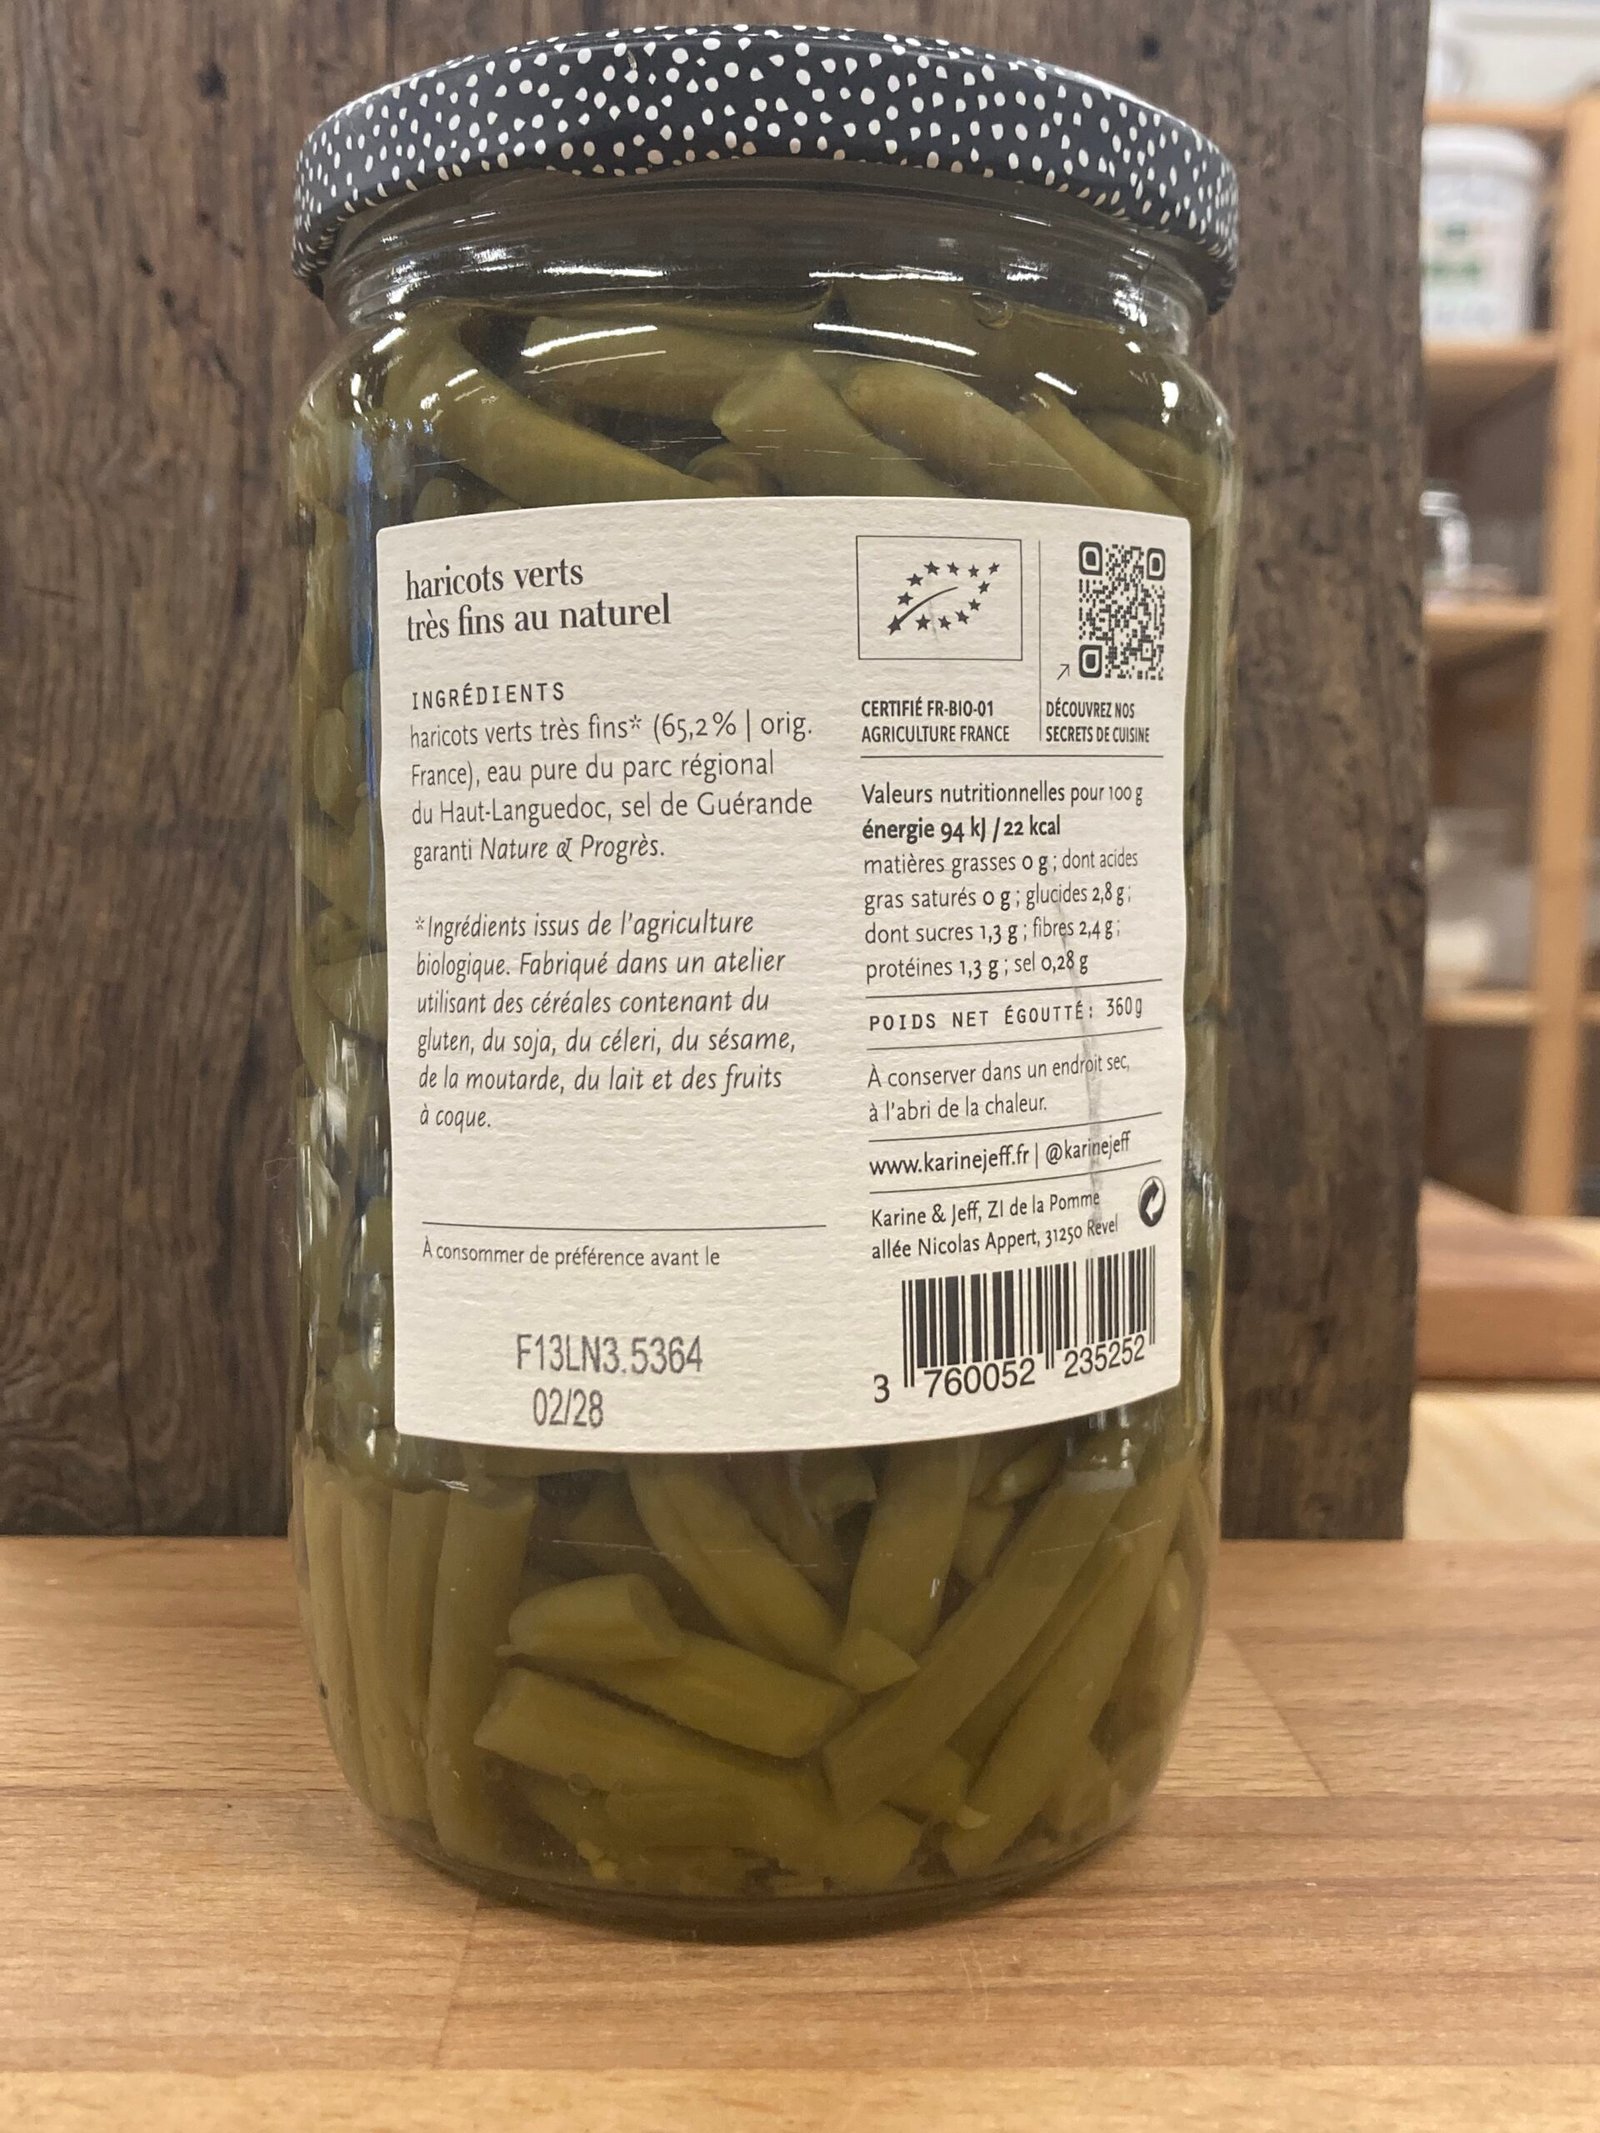 haricots verts
très fins au naturel
INGRÉDIENTS
haricots verts très fins* (65,2% | orig.
France), eau pure du parc régional
du Haut-Languedoc, sel de Guérande
garanti Nature & Progrès.
*Ingrédients issus de l'agriculture
biologique. Fabriqué dans un atelier
utilisant des céréales contenant du
gluten, du soja, du céleri, du sésame,
de la moutarde, du lait et des fruits
à coque.
À consommer de préférence avant le
F13LN3.5364
02/28
CERTIFIÉ FR-BIO-01
AGRICULTURE FRANCE
DÉCOUVREZ NOS
SECRETS DE CUISINE
Valeurs nutritionnelles pour 100 g
énergie 94 kJ / 22 kcal
matières grasses 0 g ; dont acides
gras saturés 0 g ; glucides 2,8 g ;
dont sucres 1,3 g ; fibres 2,4 g ;
protéines 1,3 g ; sel 0,28 g
POIDS NET ÉGOUTTÉ: 360g
À conserver dans un endroit sec,
à l'abri de la chaleur.
www.karinejeff.fr | @karinejeff
Karine & Jeff, ZI de la Pomme
allée Nicolas Appert, 31250 Revel
3 760052 235252